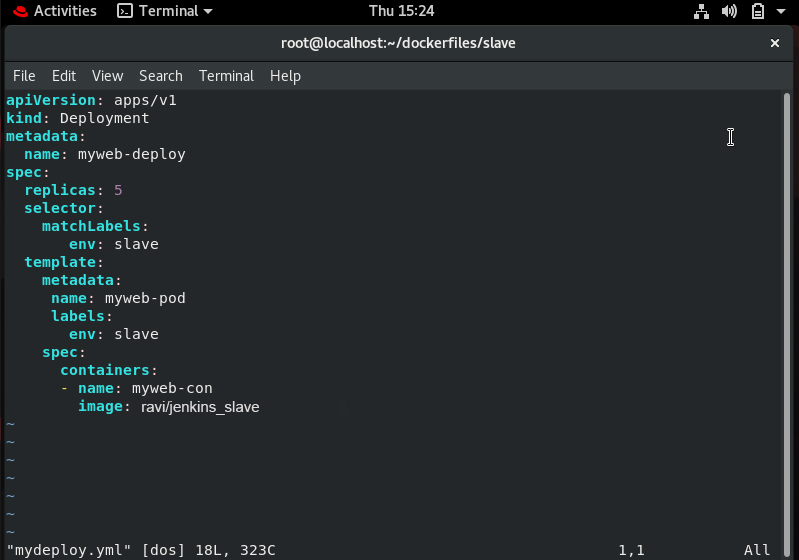 Activities Terminal Thu 15:24
root@localhost:~/dockerfiles/slave ×
File Edit View Search Terminal Help
apiVersion: apps/v1
kind: Deployment
metadata:
  name: myweb-deploy
spec:
  replicas: 5
  selector:
    matchLabels:
       env: slave
  template:
    metadata:
     name: myweb-pod
     labels:
       env: slave
    spec:
      containers:
      - name: myweb-con
        image: ravi/jenkins_slave
~
~
~
~
~
~
~
"mydeploy.yml" [dos] 18L, 323C 1,1 All